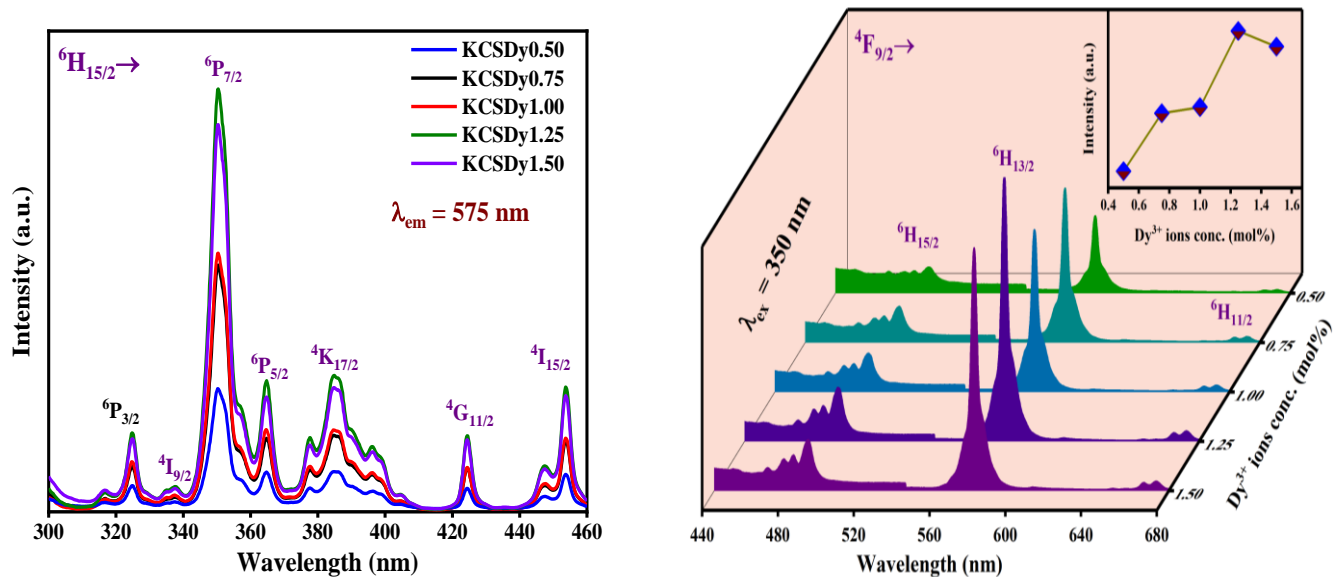 ⁶H₁₅/₂→
⁶P₇/₂
KCSDy0.50
KCSDy0.75
KCSDy1.00
KCSDy1.25
KCSDy1.50
λₑₘ = 575 nm
⁶P₃/₂
⁴I₉/₂
⁶P₅/₂
⁴K₁₇/₂
⁴G₁₁/₂
⁴I₁₅/₂
Intensity (a.u.)
300 320 340 360 380 400 420 440 460
Wavelength (nm)
⁴F₉/₂→
λₑₓ = 350 nm
⁶H₁₅/₂
⁶H₁₃/₂
⁶H₁₁/₂
Intensity (a.u.)
0.4 0.6 0.8 1.0 1.2 1.4 1.6
Dy³⁺ ions conc. (mol%)
0.50
0.75
1.00
1.25
1.50
Dy³⁺ ions conc. (mol%)
440 480 520 560 600 640 680
Wavelength (nm)